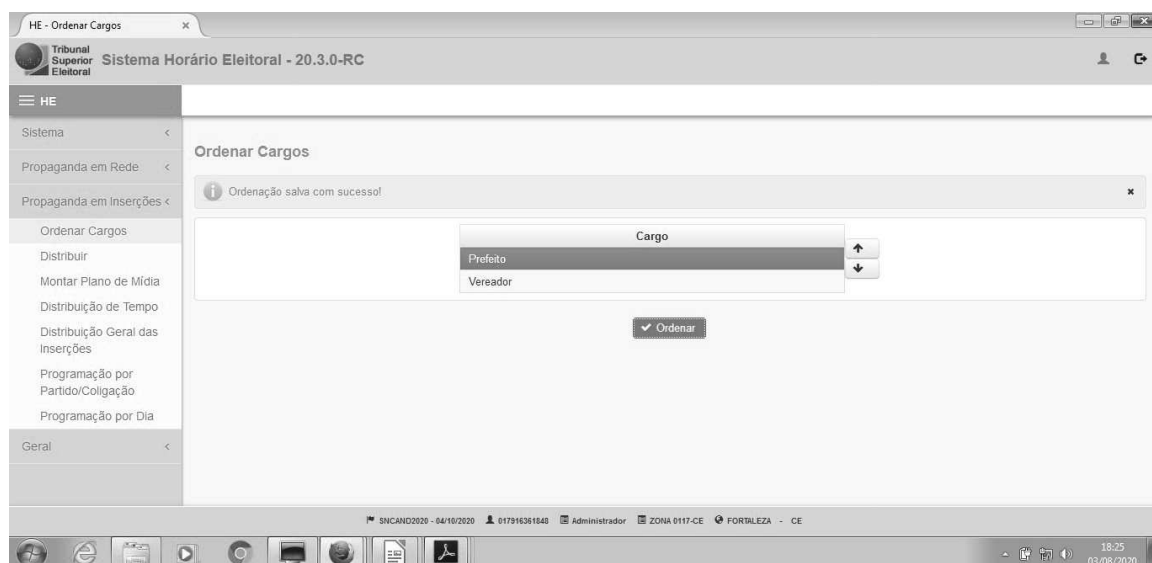 HE - Ordenar Cargos
Tribunal
Superior
Eleitoral
Sistema Horário Eleitoral - 20.3.0-RC
HE
Sistema
Propaganda em Rede
Propaganda em Inserções
Ordenar Cargos
Distribuir
Montar Plano de Mídia
Distribuição de Tempo
Distribuição Geral das
Inserções
Programação por
Partido/Coligação
Programação por Dia
Geral
Ordenar Cargos
Ordenação salva com sucesso!
Cargo
Prefeito
Vereador
Ordenar
SNCAND2020 - 04/10/2020 017916361848 Administrador ZONA 0117-CE FORTALEZA - CE
18:25
03/08/2020